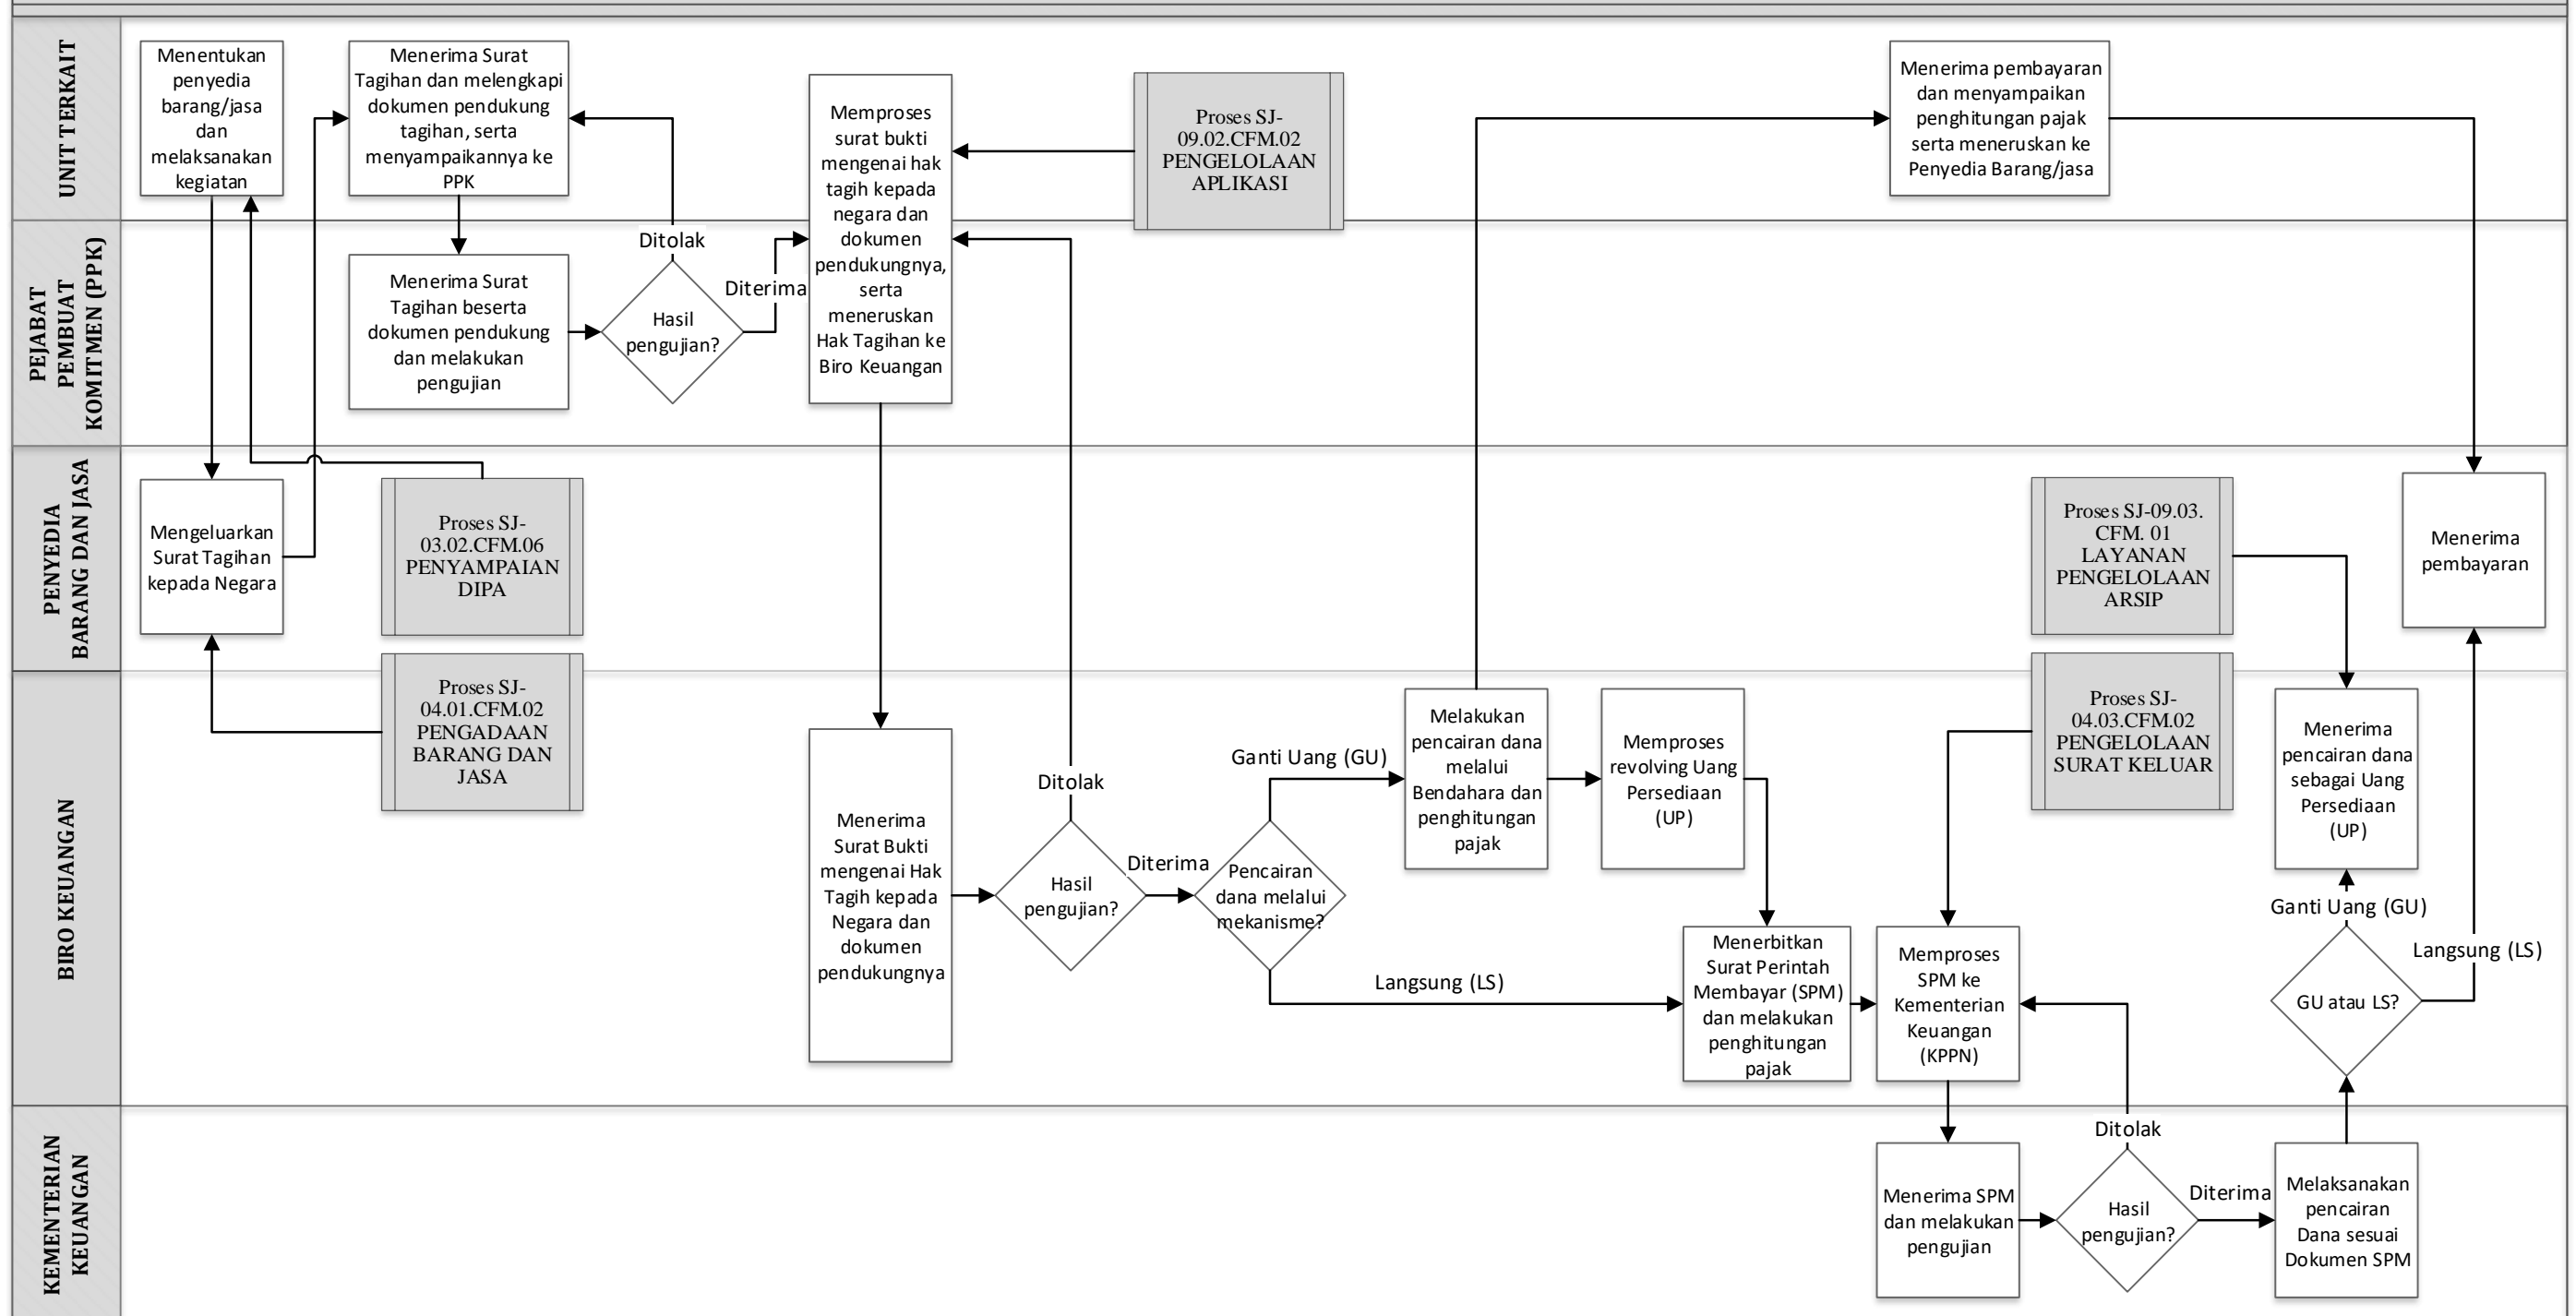 UNIT TERKAIT
Menentukan
penyedia
barang/jasa
dan
melaksanakan
kegiatan
Menerima Surat
Tagihan dan melengkapi
dokumen pendukung
tagihan, serta
menyampaikannya ke
PPK
Memproses
surat bukti
mengenai hak
tagih kepada
negara dan
dokumen
pendukungnya,
serta
meneruskan
Hak Tagihan ke
Biro Keuangan
Proses SJ-
09.02.CFM.02
PENGELOLAAN
APLIKASI
Menerima pembayaran
dan menyampaikan
penghitungan pajak
serta meneruskan ke
Penyedia Barang/jasa
PEJABAT
PEMBUAT
KOMITMEN (PPK)
Menerima Surat
Tagihan beserta
dokumen pendukung
dan melakukan
pengujian
Ditolak
Hasil
pengujian?
Diterima
PENYEDIA
BARANG DAN JASA
Mengeluarkan
Surat Tagihan
kepada Negara
Proses SJ-
03.02.CFM.06
PENYAMPAIAN
DIPA
Proses SJ-09.03.
CFM. 01
LAYANAN
PENGELOLAAN
ARSIP
Menerima
pembayaran
BIRO KEUANGAN
Proses SJ-
04.01.CFM.02
PENGADAAN
BARANG DAN
JASA
Menerima
Surat Bukti
mengenai Hak
Tagih kepada
Negara dan
dokumen
pendukungnya
Ditolak
Hasil
pengujian?
Diterima
Pencairan
dana melalui
mekanisme?
Ganti Uang (GU)
Langsung (LS)
Melakukan
pencairan dana
melalui
Bendahara dan
penghitungan
pajak
Memproses
revolving Uang
Persediaan
(UP)
Menerbitkan
Surat Perintah
Membayar (SPM)
dan melakukan
penghitungan
pajak
Proses SJ-
04.03.CFM.02
PENGELOLAAN
SURAT KELUAR
Memproses
SPM ke
Kementerian
Keuangan
(KPPN)
Menerima
pencairan dana
sebagai Uang
Persediaan
(UP)
Ganti Uang (GU)
Langsung (LS)
GU atau LS?
KEMENTERIAN
KEUANGAN
Menerima SPM
dan melakukan
pengujian
Ditolak
Hasil
pengujian?
Diterima
Melaksanakan
pencairan
Dana sesuai
Dokumen SPM